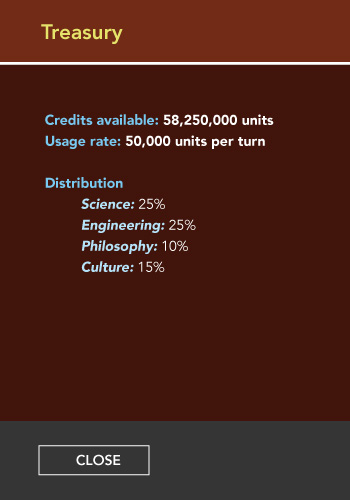 Treasury
Credits available: 58,250,000 units
Usage rate: 50,000 units per turn
Distribution
Science: 25%
Engineering: 25%
Philosophy: 10%
Culture: 15%
CLOSE